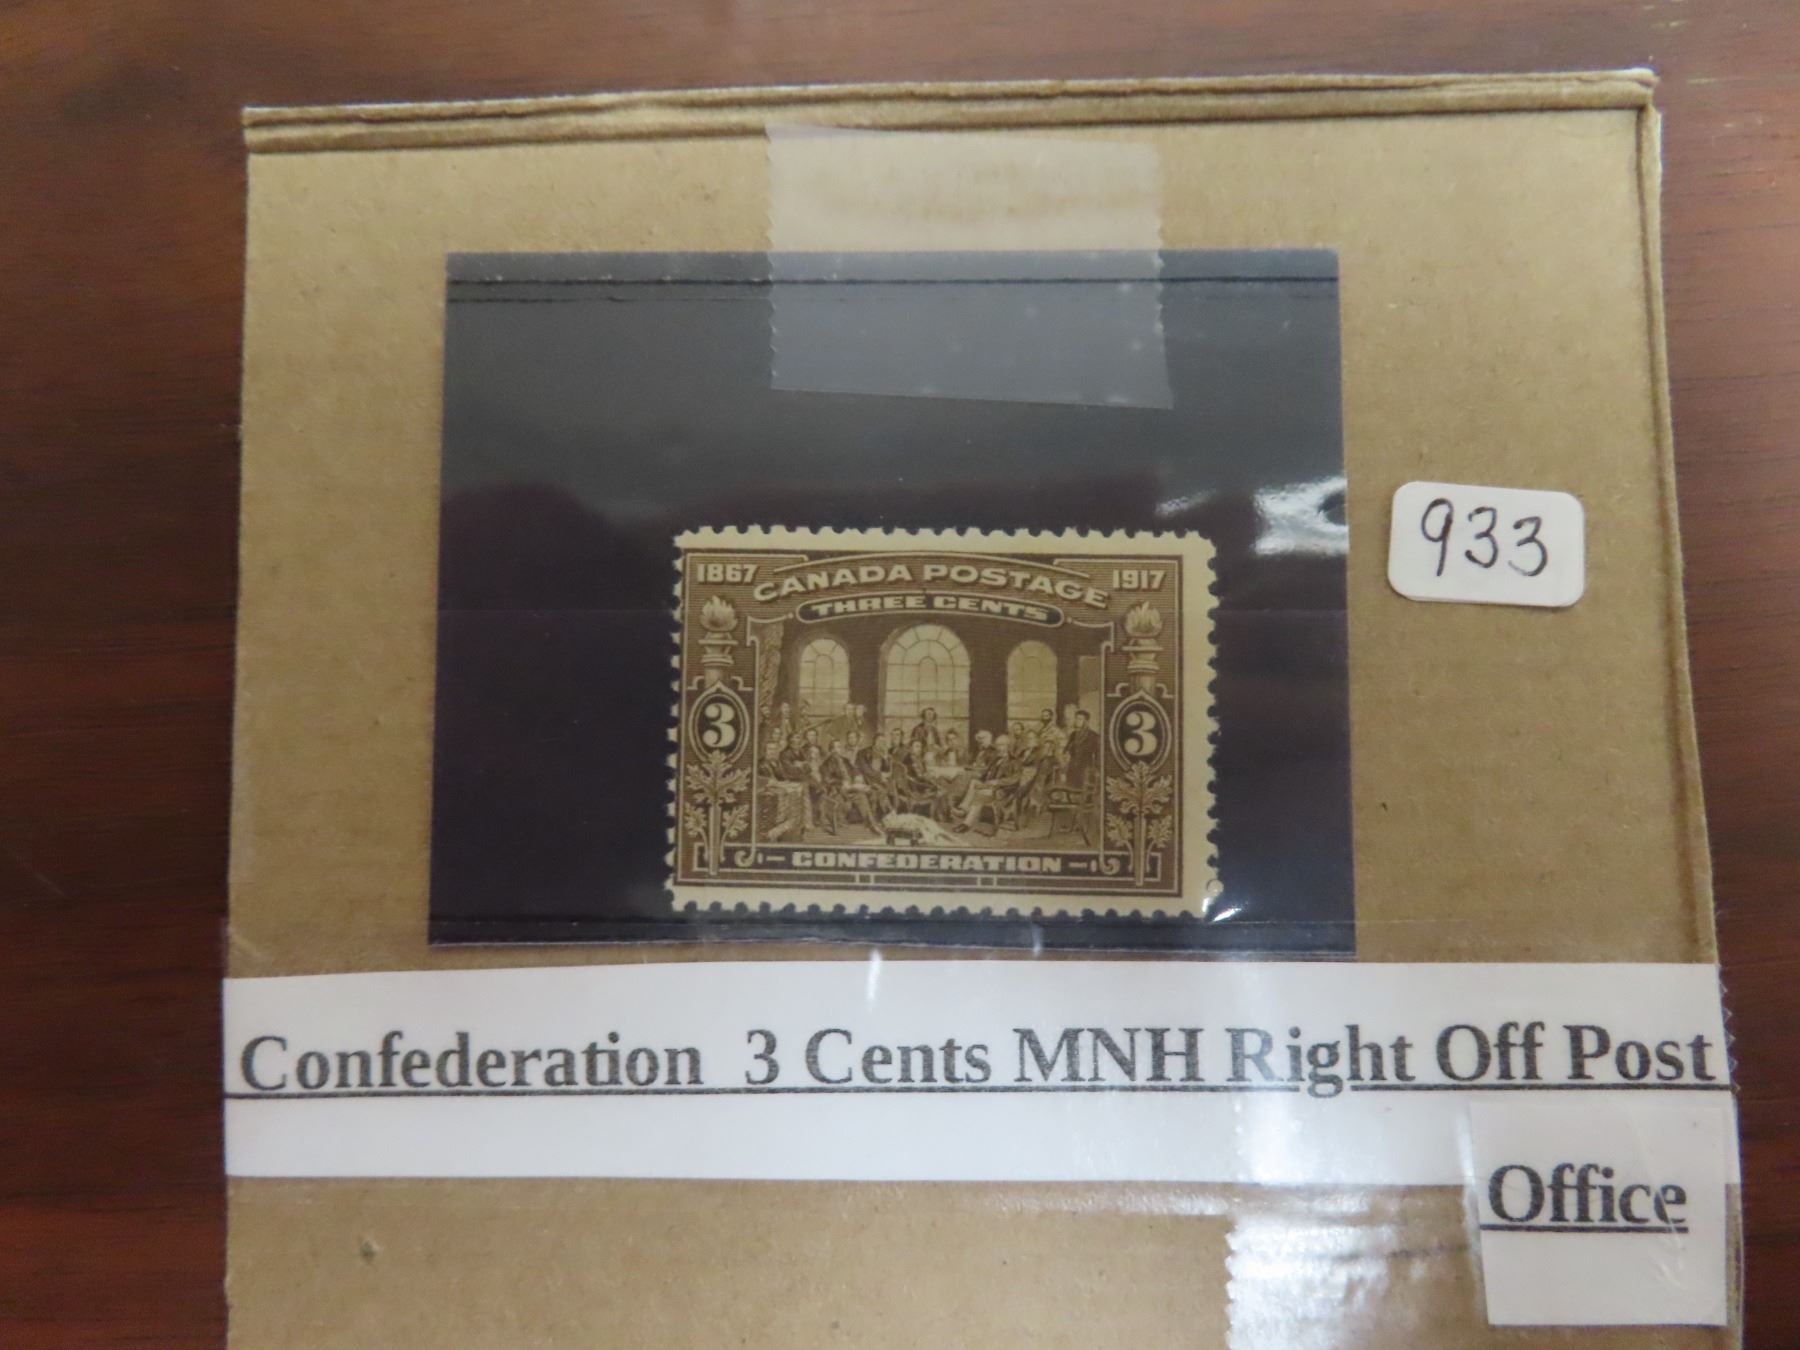 1867 CANADA POSTAGE 1917
THREE CENTS
3 3
CONFEDERATION
933
Confederation 3 Cents MNH Right Off Post
Office